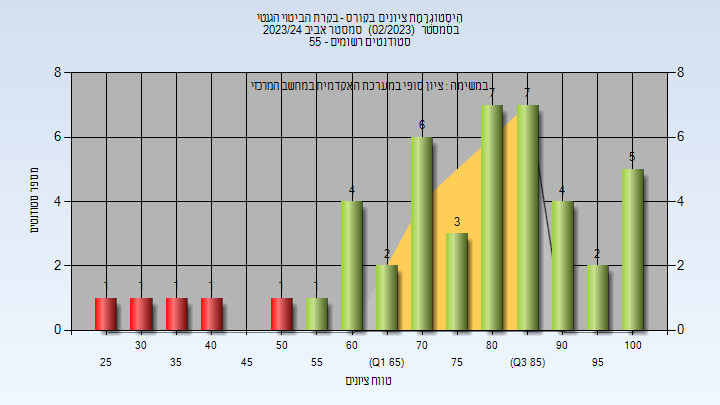 היסטוגרמת ציונים בקורס - בקרת הביטוי הגנטי
בסמסטר (02/2023) סמסטר אביב 2023/24
סטודנטים רשומים - 55
במשימה : ציון סופי במערכת האקדמית במחשב המרכזי
מספר סטודנטים
8 8
6 6
4 4
2 2
0 0
1 1 1 1 1 1 4 2 6 3 7 7 4 2 5
30 40 50 60 70 80 90 100
25 35 45 55 (Q1 65) 75 (Q3 85) 95
טווח ציונים